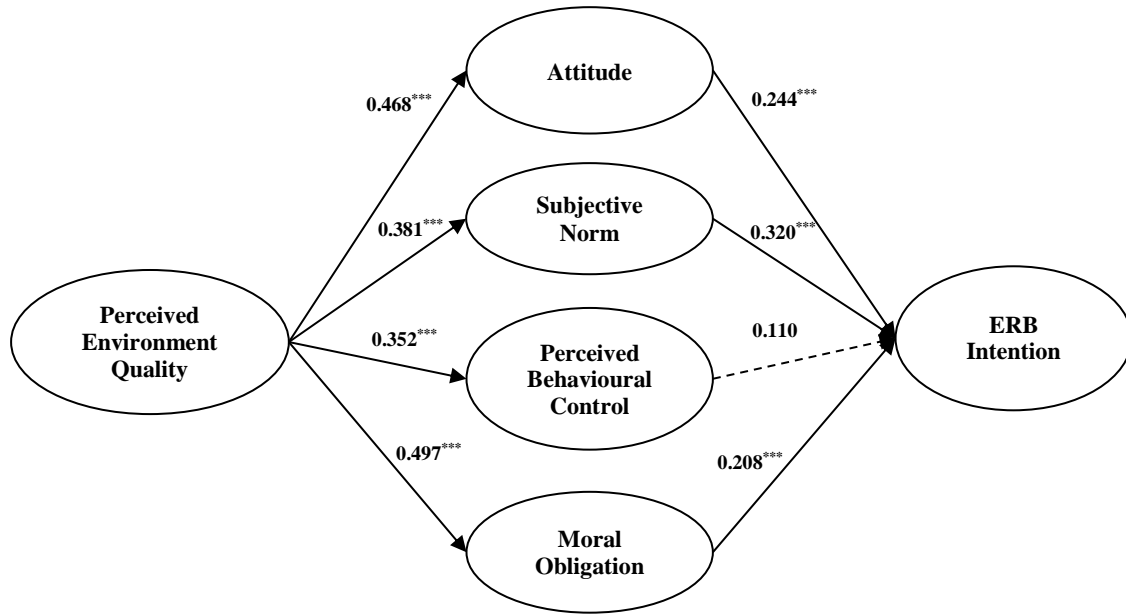 Attitude
0.468***
0.244***
Subjective
Norm
0.381***
0.320***
Perceived
Environment
Quality
0.352***
Perceived
Behavioural
Control
0.110
ERB
Intention
0.497***
0.208***
Moral
Obligation